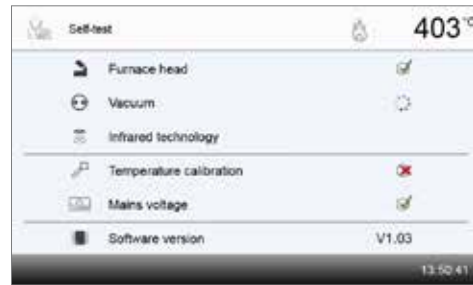 Self-test 403 °C
Furnace head
Vacuum
Infrared technology
Temperature calibration
Mains voltage
Software version V1.03
13:50:41